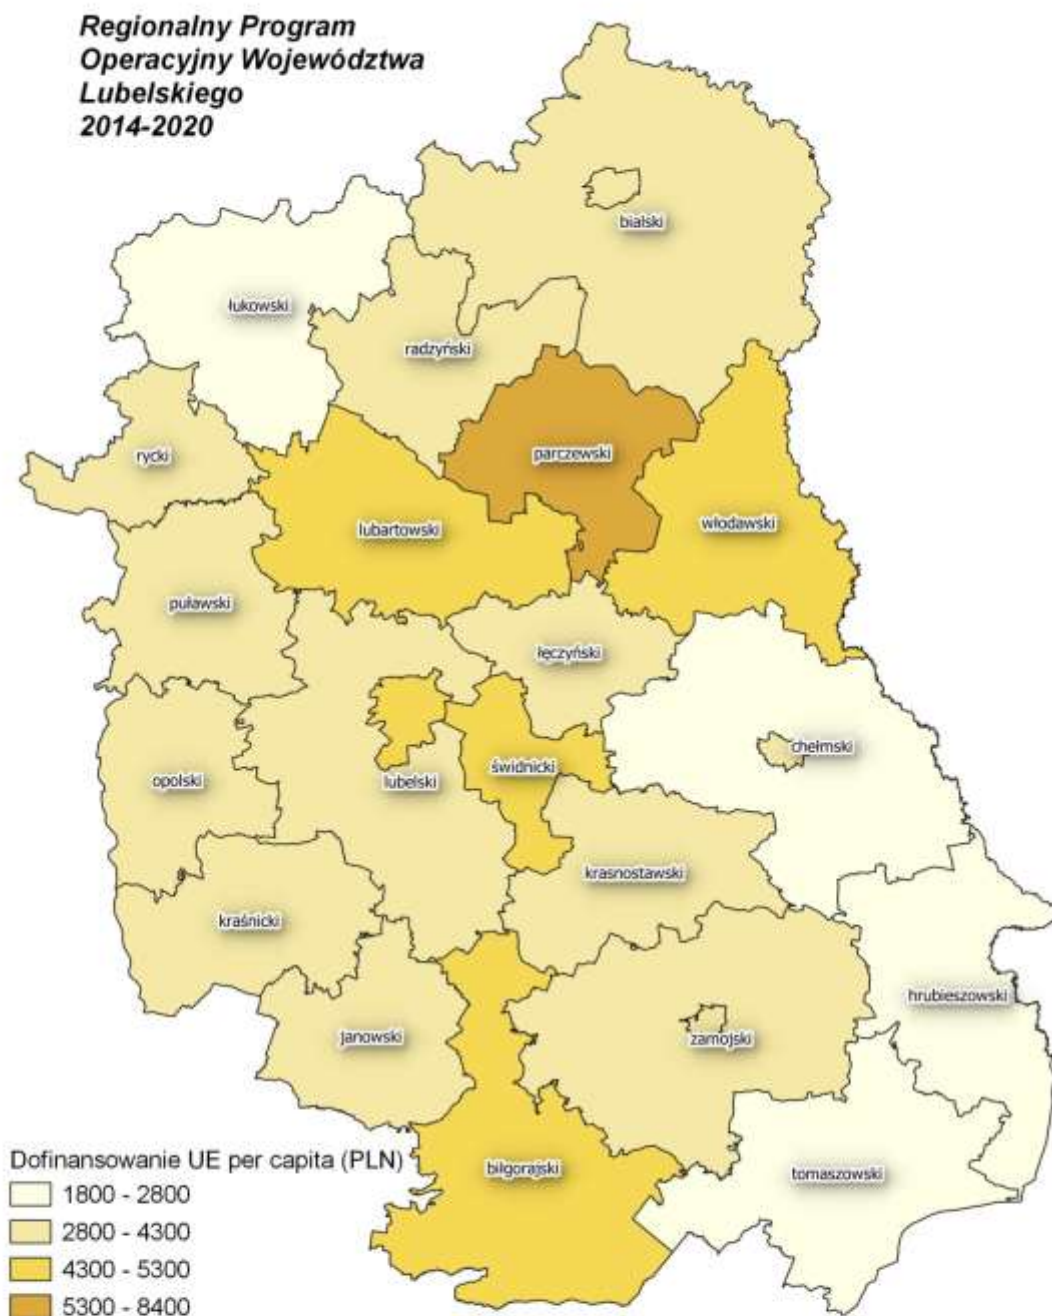 Regionalny Program
Operacyjny Województwa
Lubelskiego
2014-2020
bialski
łukowski
radzyński
rycki
parczewski
lubartowski
włodawski
puławski
łęczyński
chełmski
opolski
lubelski
świdnicki
krasnostawski
kraśnicki
hrubieszowski
janowski
zamojski
biłgorajski
tomaszowski
Dofinansowanie UE per capita (PLN)
1800 - 2800
2800 - 4300
4300 - 5300
5300 - 8400